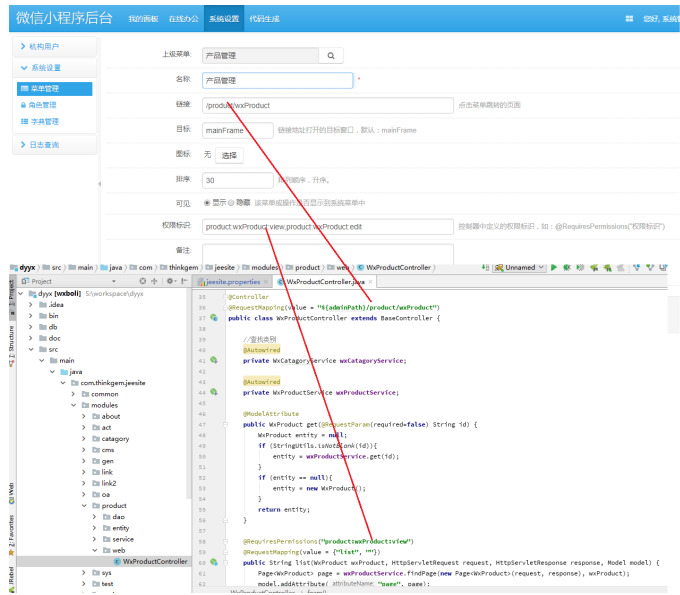 微信小程序后台 我的面板 在线办公 系统设置 代码生成 您好, 系统
机构用户
系统设置
菜单管理
角色管理
字典管理
日志查询
上级菜单: 产品管理
名称: 产品管理 *
链接: /product/wxProduct 点击菜单跳转的页面
目标: mainFrame 链接地址打开的目标窗口，默认：mainFrame
图标: 无 选择
排序: 30 排列顺序，升序。
可见: 显示 隐藏 该菜单或操作是否显示到系统菜单中
权限标识: product:wxProduct:view,product:wxProduct:edit 控制器中定义的权限标识，如：@RequiresPermissions("权限标识")
备注:
dyyx src main java com thinkgem jeesite modules product web WxProductController Unnamed
Project jeesite.properties WxProductController.java
1: Project
Z: Structure
Web
2: Favorites
JRebel
dyyx [wxboli] S:\workspace\dyyx
.idea
bin
db
doc
src
main
java
com.thinkgem.jeesite
common
modules
about
act
catagory
cms
gen
link
link2
oa
product
dao
entity
service
web
WxProductController
sys
test
35 @Controller
36 @RequestMapping(value = "${adminPath}/product/wxProduct")
37 public class WxProductController extends BaseController {
38
39 //查找类别
40 @Autowired
41 private WxCatagoryService wxCatagoryService;
42
43 @Autowired
44 private WxProductService wxProductService;
45
46 @ModelAttribute
47 public WxProduct get(@RequestParam(required=false) String id) {
48 WxProduct entity = null;
49 if (StringUtils.isNotBlank(id)){
50 entity = wxProductService.get(id);
51 }
52 if (entity == null){
53 entity = new WxProduct();
54 }
55 return entity;
56 }
57
58 @RequiresPermissions("product:wxProduct:view")
59 @RequestMapping(value = {"list", ""})
60 public String list(WxProduct wxProduct, HttpServletRequest request, HttpServletResponse response, Model model) {
61 Page<WxProduct> page = wxProductService.findPage(new Page<WxProduct>(request, response), wxProduct);
62 model.addAttribute( attributeName: "page", page);
WxProductController form()